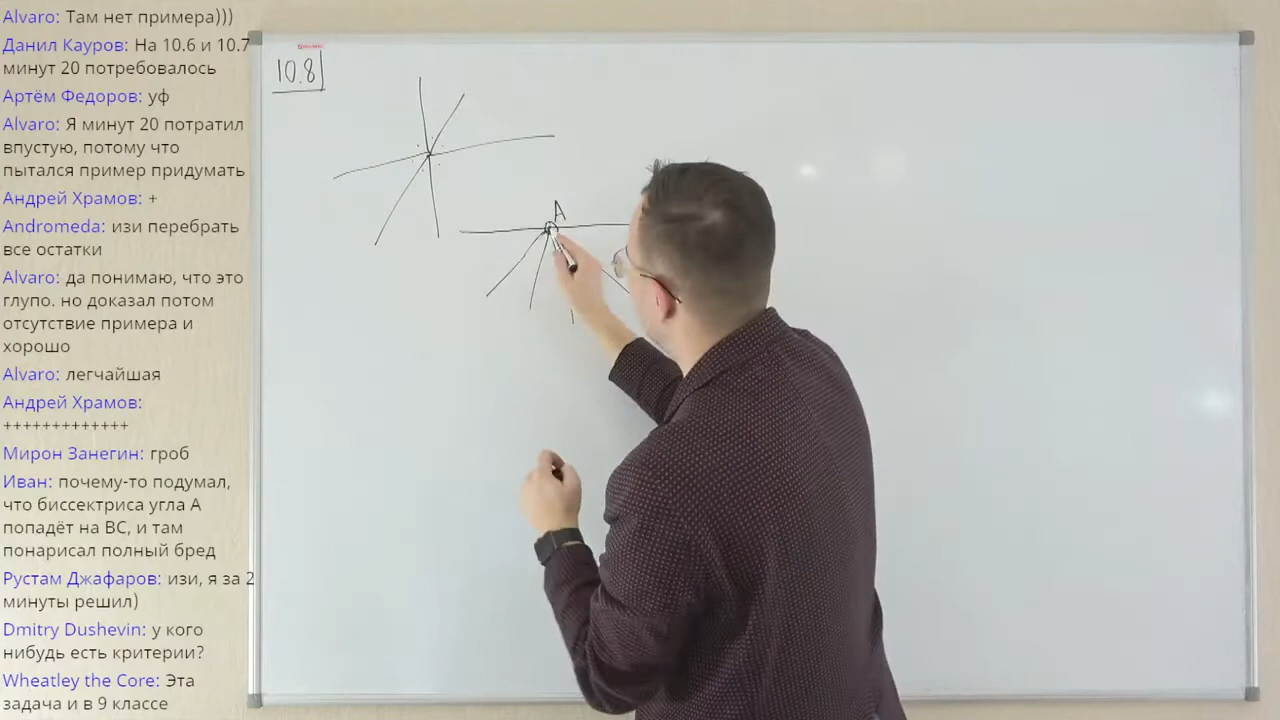 Alvaro: Там нет примера)))
Данил Кауров: На 10.6 и 10.7
минут 20 потребовалось
Артём Федоров: уф
Alvaro: Я минут 20 потратил
впустую, потому что
пытался пример придумать
Андрей Храмов: +
Andromeda: изи перебрать
все остатки
Alvaro: да понимаю, что это
глупо. но доказал потом
отсутствие примера и
хорошо
Alvaro: легчайшая
Андрей Храмов:
+++++++++++++
Мирон Занегин: гроб
Иван: почему-то подумал,
что биссектриса угла А
попадёт на ВС, и там
понарисал полный бред
Рустам Джафаров: изи, я за 2
минуты решил)
Dmitry Dushevin: у кого
нибудь есть критерии?
Wheatley the Core: Эта
задача и в 9 классе
10.8
A